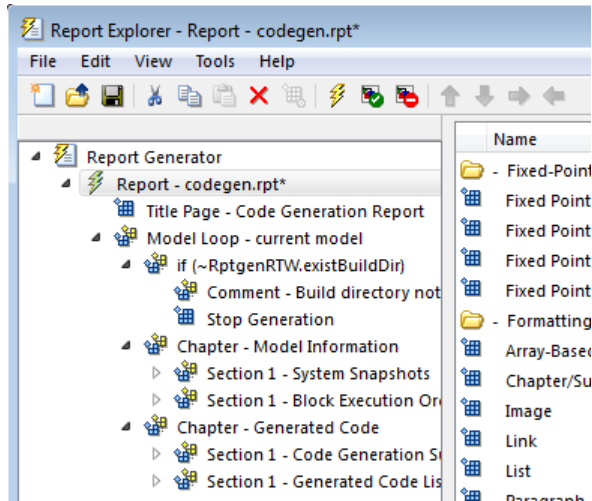 Report Explorer - Report - codegen.rpt*
File Edit View Tools Help
Name
Report Generator
Report - codegen.rpt*
Title Page - Code Generation Report
Model Loop - current model
if (~RptgenRTW.existBuildDir)
Comment - Build directory not
Stop Generation
Chapter - Model Information
Section 1 - System Snapshots
Section 1 - Block Execution Or
Chapter - Generated Code
Section 1 - Code Generation Su
Section 1 - Generated Code Lis
- Fixed-Point
Fixed Point
Fixed Point
Fixed Point
Fixed Point
- Formatting
Array-Based
Chapter/Su
Image
Link
List
Paragraph